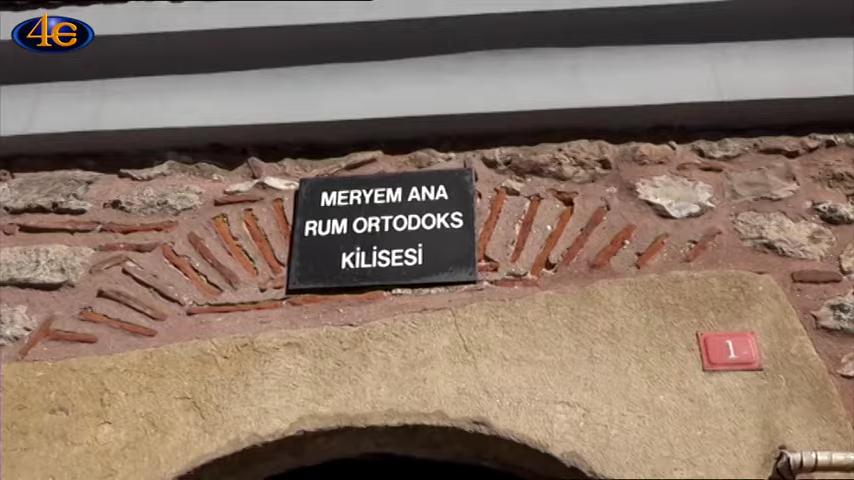 4e
MERYEM ANA
RUM ORTODOKS
KİLİSESİ
1